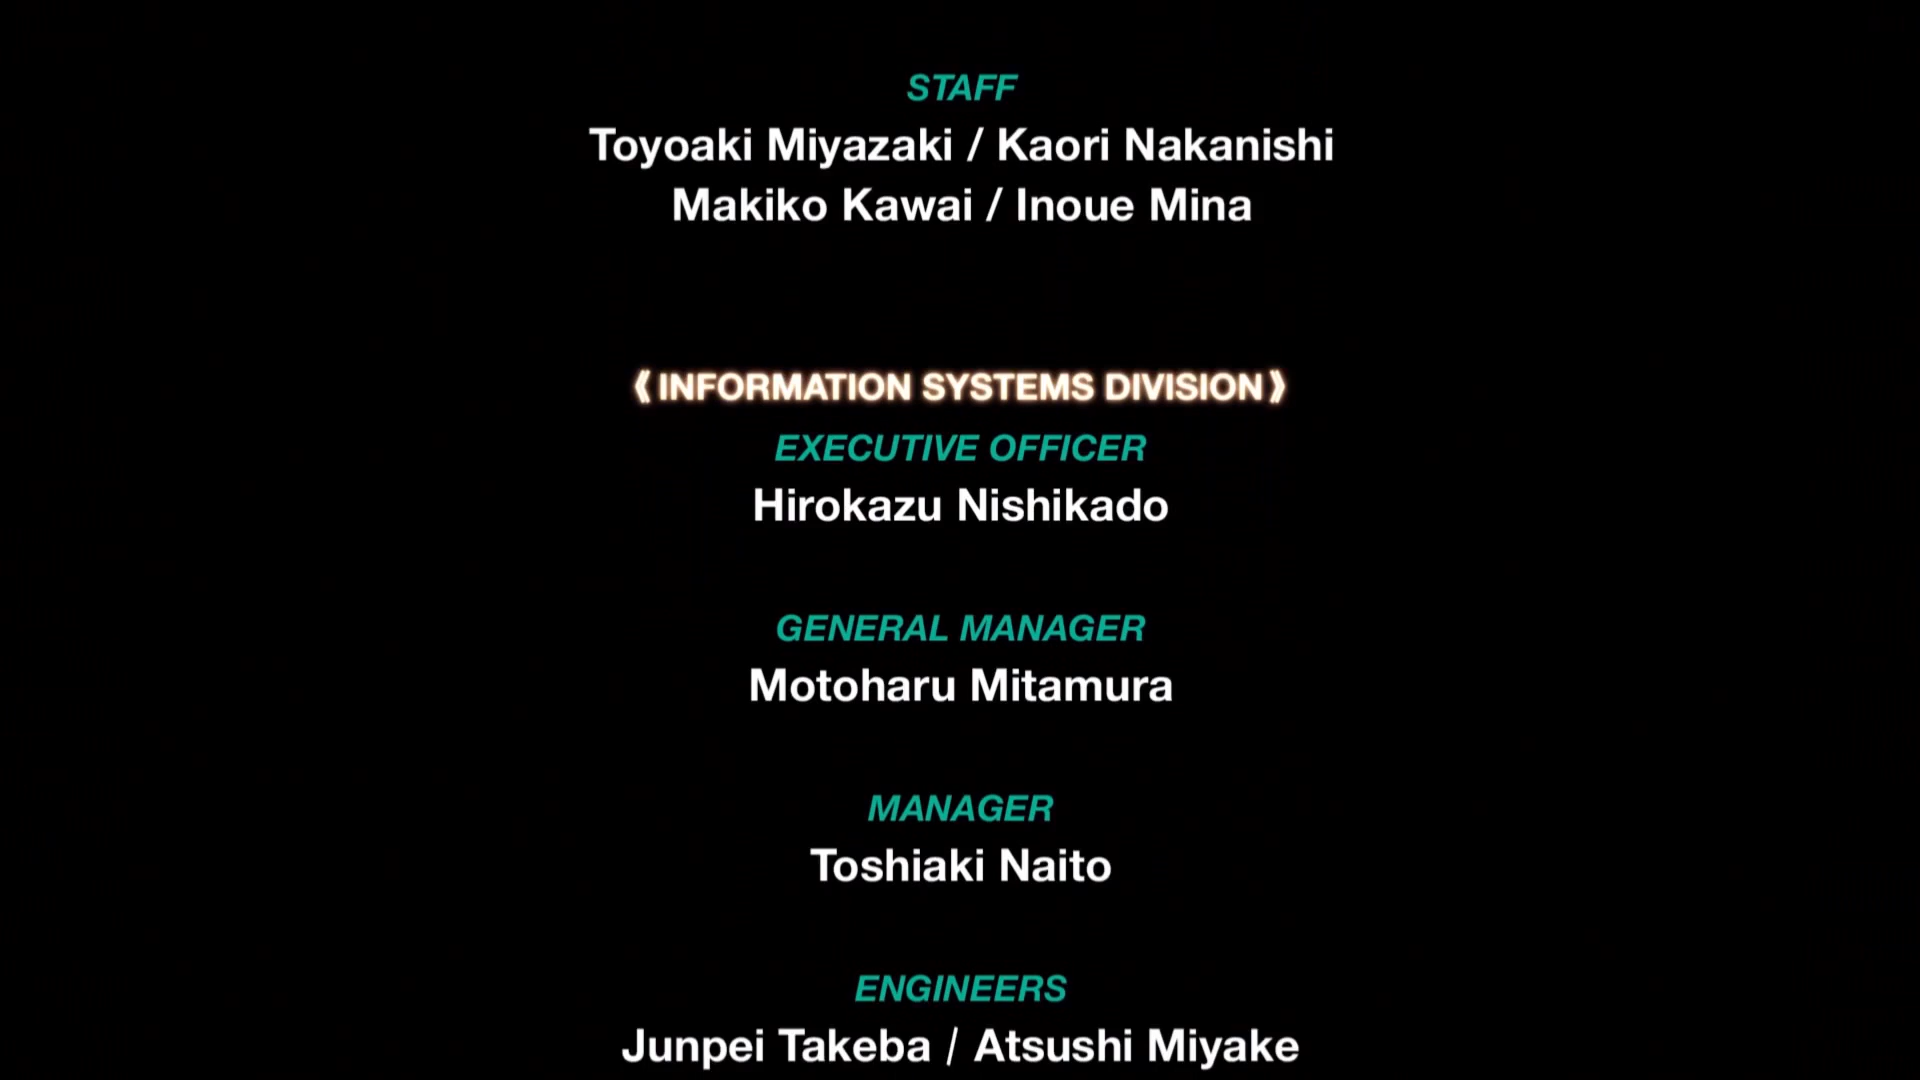 STAFF
Toyoaki Miyazaki / Kaori Nakanishi
Makiko Kawai / Inoue Mina
《INFORMATION SYSTEMS DIVISION》
EXECUTIVE OFFICER
Hirokazu Nishikado
GENERAL MANAGER
Motoharu Mitamura
MANAGER
Toshiaki Naito
ENGINEERS
Junpei Takeba / Atsushi Miyake